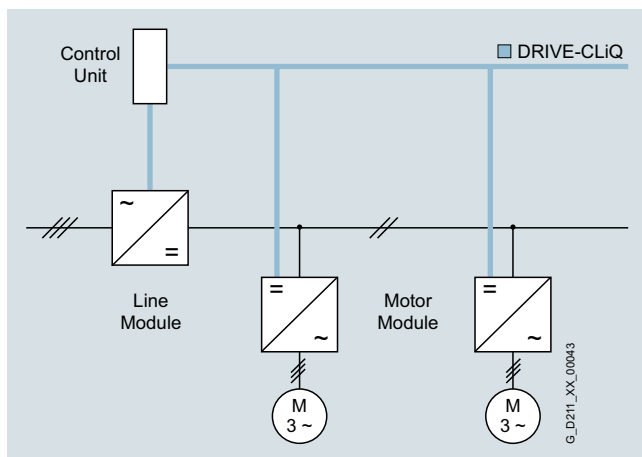 Control
Unit
DRIVE-CLiQ
~
=
Line
Module
=
~
Motor
Module
=
~
M
3 ~
M
3 ~
G_D211_XX_00043